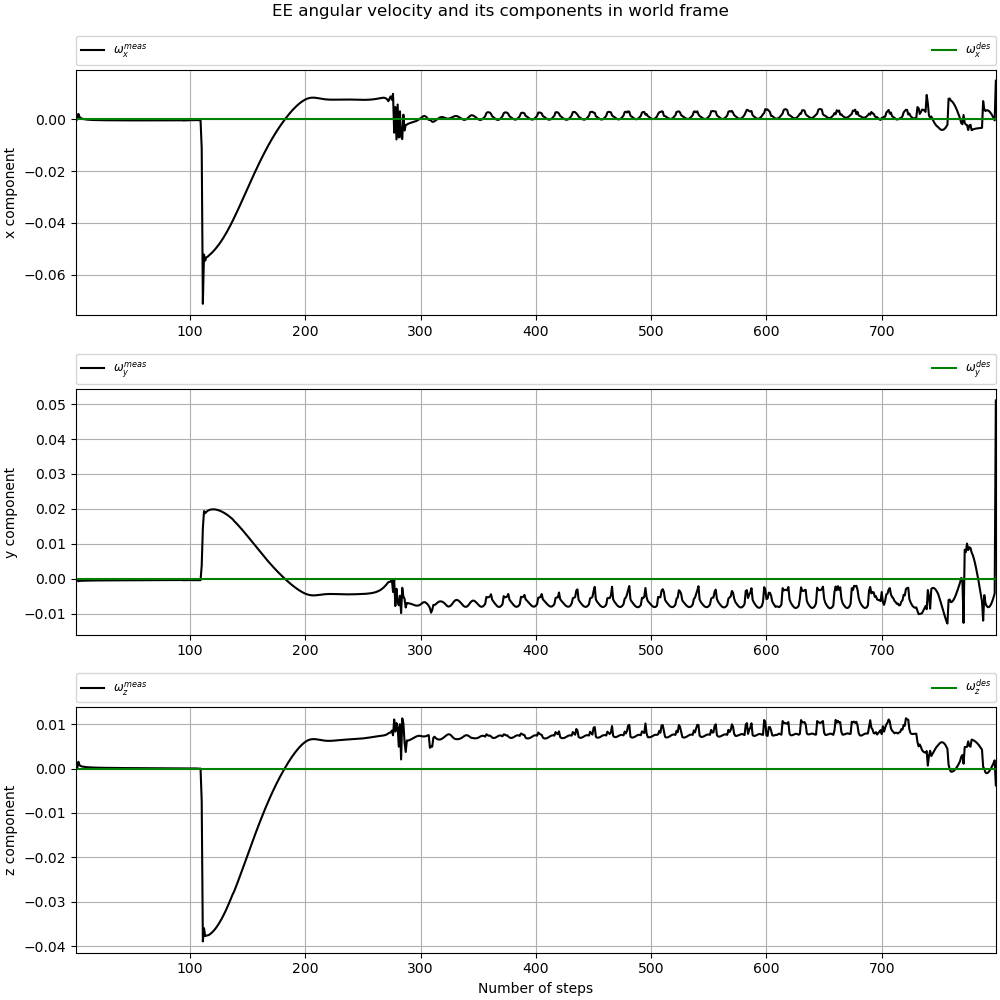 EE angular velocity and its components in world frame
ω_x^meas ω_x^des
0.00
−0.02
−0.04
−0.06
x component
100 200 300 400 500 600 700
ω_y^meas ω_y^des
0.05
0.04
0.03
0.02
0.01
0.00
−0.01
y component
100 200 300 400 500 600 700
ω_z^meas ω_z^des
0.01
0.00
−0.01
−0.02
−0.03
−0.04
z component
100 200 300 400 500 600 700
Number of steps